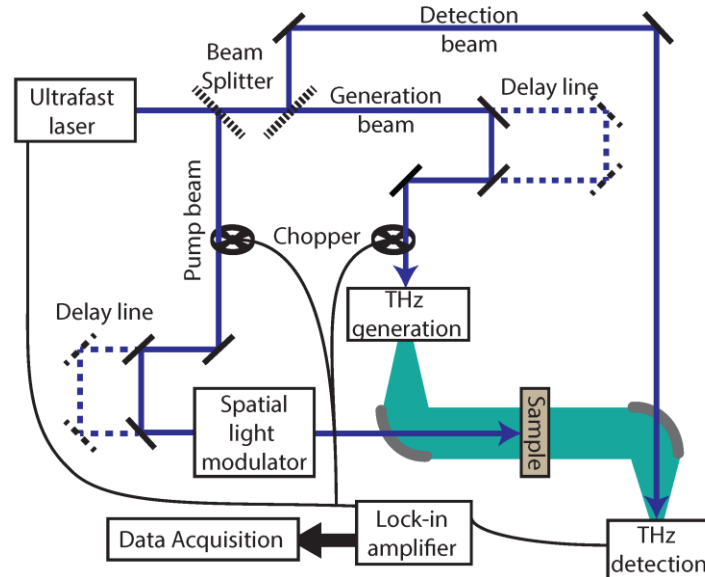 Detection
beam
Beam
Splitter
Ultrafast
laser
Generation
beam
Delay line
Pump beam
Chopper
THz
generation
Delay line
Spatial
light
modulator
Sample
Data Acquisition
Lock-in
amplifier
THz
detection